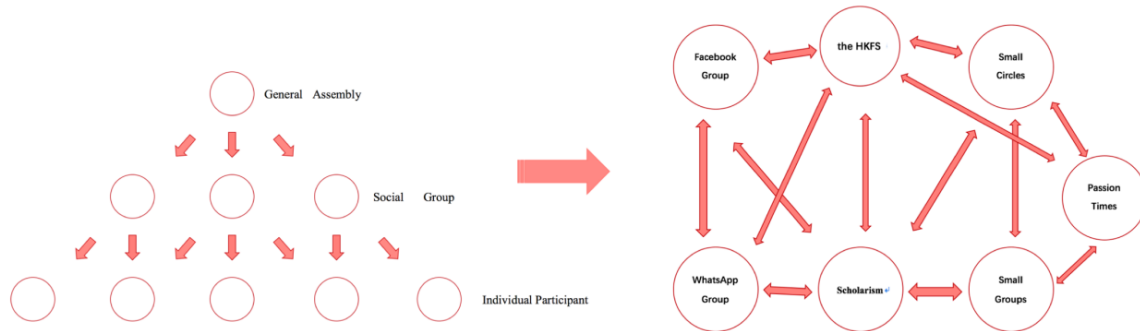 General Assembly
Social Group
Individual Participant
Facebook
Group
the HKFS
Small
Circles
Passion
Times
WhatsApp
Group
Scholarism↵
Small
Groups